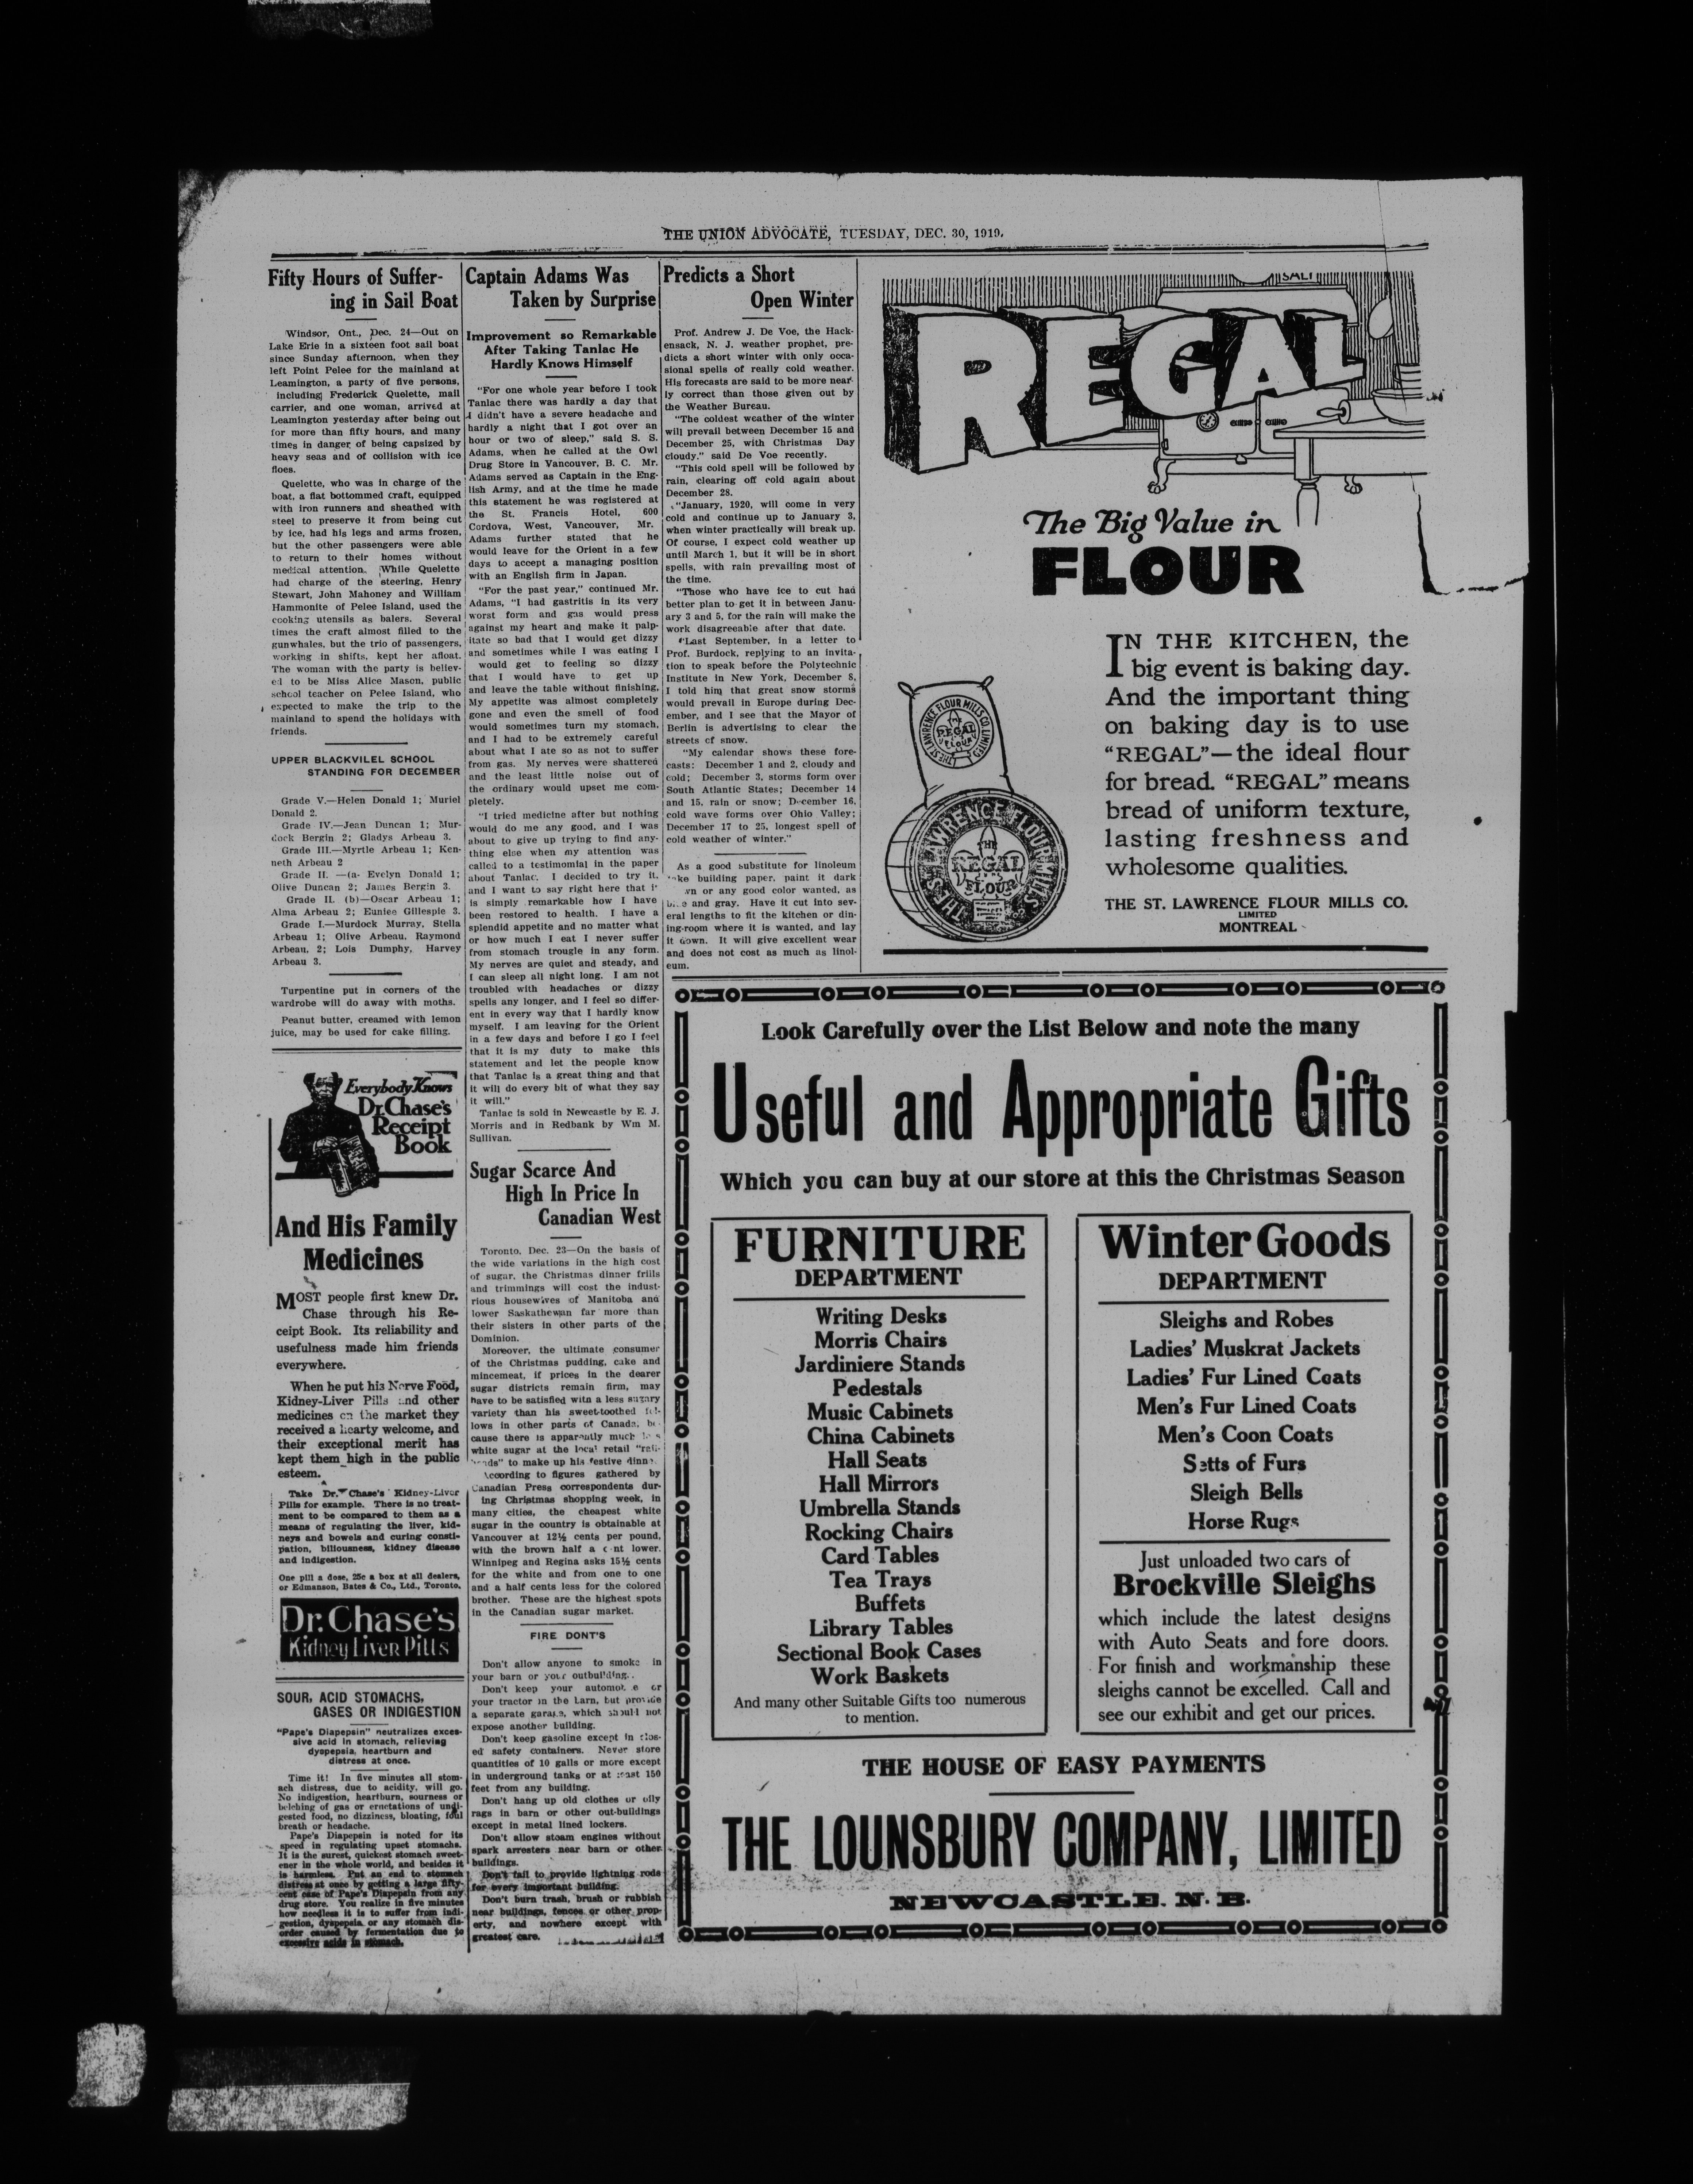 THE UNION ADVOCATE, TUESDAY, DEC. 30, 1919.
Fifty Hours of Suffer-
ing in Sail Boat
Windsor, Ont., Dec. 24—Out on
Lake Erie in a sixteen foot sail boat
since Sunday afternoon, when they
left Point Pelee for the mainland at
Leamington, a party of five persons,
including Frederick Quelette, mail
carrier, and one woman, arrived at
Leamington yesterday after being out
for more than fifty hours, and many
times in danger of being capsized by
heavy seas and of collision with ice
floes.
Quelette, who was in charge of the
boat, a flat bottommed craft, equipped
with iron runners and sheathed with
steel to preserve it from being cut
by ice, had his legs and arms frozen,
but the other passengers were able
to return to their homes without
medical attention. While Quelette
had charge of the steering, Henry
Stewart, John Mahoney and William
Hammonite of Pelee Island, used the
cooking utensils as balers. Several
times the craft almost filled to the
gunwhales, but the trio of passengers,
working in shifts, kept her afloat.
The woman with the party is believ-
ed to be Miss Alice Mason, public
school teacher on Pelee Island, who
expected to make the trip to the
mainland to spend the holidays with
friends.
UPPER BLACKVILEL SCHOOL
STANDING FOR DECEMBER
Grade V.—Helen Donald 1; Muriel
Donald 2.
Grade IV.—Jean Duncan 1; Mur-
dock Bergin 2; Gladys Arbeau 3.
Grade III.—Myrtle Arbeau 1; Ken-
neth Arbeau 2
Grade II. —(a- Evelyn Donald 1;
Olive Duncan 2; James Bergin 3.
Grade II. (b)—Oscar Arbeau 1;
Alma Arbeau 2; Euniee Gillespie 3.
Grade I.—Murdock Murray, Stella
Arbeau 1; Olive Arbeau, Raymond
Arbeau, 2; Lois Dumphy, Harvey
Arbeau 3.
Turpentine put in corners of the
wardrobe will do away with moths.
Peanut butter, creamed with lemon
juice, may be used for cake filling.
Everybody Knows
Dr. Chase's
Receipt
Book
And His Family
Medicines
MOST people first knew Dr.
Chase through his Re-
ceipt Book. Its reliability and
usefulness made him friends
everywhere.
When he put his Nerve Food,
Kidney-Liver Pills and other
medicines on the market they
received a hearty welcome, and
their exceptional merit has
kept them high in the public
esteem.
Take Dr. Chase's Kidney-Liver
Pills for example. There is no treat-
ment to be compared to them as a
means of regulating the liver, kid-
neys and bowels and curing consti-
pation, biliousness, kidney disease
and indigestion.
One pill a dose, 25c a box at all dealers,
or Edmanson, Bates & Co., Ltd., Toronto.
Dr. Chase's
Kidney Liver Pills
SOUR, ACID STOMACHS,
GASES OR INDIGESTION
"Pape's Diapepsin" neutralizes exces-
sive acid in stomach, relieving
dyspepsia, heartburn and
distress at once.
Time it! In five minutes all stom-
ach distress, due to acidity, will go.
No indigestion, heartburn, sourness or
belching of gas or eructations of undi-
gested food, no dizziness, bloating, foul
breath or headache.
Pape's Diapepsin is noted for its
speed in regulating upset stomachs.
It is the surest, quickest stomach sweet-
ener in the whole world, and besides it
is harmless. Put an end to stomach
distress at once by getting a large fifty-
cent case of Pape's Diapepsin from any
drug store. You realize in five minutes
how needless it is to suffer from indi-
gestion, dyspepsia or any stomach dis-
order caused by fermentation due to
excessive acids in stomach.
Captain Adams Was
Taken by Surprise
Improvement so Remarkable
After Taking Tanlac He
Hardly Knows Himself
"For one whole year before I took
Tanlac there was hardly a day that
I didn't have a severe headache and
hardly a night that I got over an
hour or two of sleep," said S. S.
Adams, when he called at the Owl
Drug Store in Vancouver, B. C. Mr.
Adams served as Captain in the Eng-
lish Army, and at the time he made
this statement he was registered at
the St. Francis Hotel, 600
Cordova, West, Vancouver, Mr.
Adams further stated that he
would leave for the Orient in a few
days to accept a managing position
with an English firm in Japan.
"For the past year," continued Mr.
Adams, "I had gastritis in its very
worst form and gas would press
against my heart and make it palp-
itate so bad that I would get dizzy
and sometimes while I was eating I
would get to feeling so dizzy
that I would have to get up
and leave the table without finishing,
My appetite was almost completely
gone and even the smell of food
would sometimes turn my stomach,
and I had to be extremely careful
about what I ate so as not to suffer
from gas. My nerves were shattered
and the least little noise out of
the ordinary would upset me com-
pletely.
"I tried medicine after but nothing
would do me any good, and I was
about to give up trying to find any-
thing else when my attention was
called to a testimomial in the paper
about Tanlac. I decided to try it,
and I want to say right here that i'
is simply remarkable how I have
been restored to health. I have a
splendid appetite and no matter what
or how much I eat I never suffer
from stomach trougle in any form.
My nerves are quiet and steady, and
I can sleep all night long. I am not
troubled with headaches or dizzy
spells any longer, and I feel so differ-
ent in every way that I hardly know
myself. I am leaving for the Orient
in a few days and before I go I feel
that it is my duty to make this
statement and let the people know
that Tanlac is a great thing and that
it will do every bit of what they say
it will."
Tanlac is sold in Newcastle by E. J.
Morris and in Redbank by Wm M.
Sullivan.
Sugar Scarce And
High In Price In
Canadian West
Toronto, Dec. 23—On the basis of
the wide variations in the high cost
of sugar, the Christmas dinner frills
and trimmings will cost the indust-
rious housewives of Manitoba and
lower Saskathewan far more than
their sisters in other parts of the
Dominion.
Moreover, the ultimate consumer
of the Christmas pudding, cake and
mincemeat, if prices in the dearer
sugar districts remain firm, may
have to be satisfied with a less sugary
variety than his sweet-toothed fel-
lows in other parts of Canada, be-
cause there is apparently much less
white sugar at the local retail
to make up his festive
According to figures gathered by
Canadian Press correspondents dur-
ing Christmas shopping week, in
many cities, the cheapest white
sugar in the country is obtainable at
Vancouver at 12½ cents per pound,
with the brown half a cent lower.
Winnipeg and Regina asks 15½ cents
for the white and from one to one
and a half cents less for the colored
brother. These are the highest spots
in the Canadian sugar market.
FIRE DONT'S
Don't allow anyone to smoke in
your barn or your outbuilding.
Don't keep your automobile or
your tractor in the barn, but provide
a separate garage, which should not
expose another building.
Don't keep gasoline except in clos-
ed safety containers. Never store
quantities of 10 galls or more except
in underground tanks or at least 150
feet from any building.
Don't hang up old clothes or oily
rags in barn or other out-buildings
except in metal lined lockers.
Don't allow stoam engines without
spark arresters near barn or other
buildings.
Don't fail to provide lightning rods
for every important building.
Don't burn trash, brush or rubbish
near buildings, fences or other prop-
erty, and nowhere except with
greatest care.
Predicts a Short
Open Winter
Prof. Andrew J. De Voe, the Hack-
ensack, N. J. weather prophet, pre-
dicts a short winter with only occa-
sional spells of really cold weather.
His forecasts are said to be more near-
ly correct than those given out by
the Weather Bureau.
"The coldest weather of the winter
will prevail between December 15 and
December 25, with Christmas Day
cloudy." said De Voe recently.
"This cold spell will be followed by
rain, clearing off cold again about
December 28.
"January, 1920, will come in very
cold and continue up to January 3,
when winter practically will break up.
Of course, I expect cold weather up
until March 1, but it will be in short
spells, with rain prevailing most of
the time.
"Those who have ice to cut had
better plan to get it in between Janu-
ary 3 and 5, for the rain will make the
work disagreeable after that date.
"Last September, in a letter to
Prof. Burdock, replying to an invita-
tion to speak before the Polytechnic
Institute in New York, December 8,
I told him that great snow storms
would prevail in Europe during Dec-
ember, and I see that the Mayor of
Berlin is advertising to clear the
streets of snow.
"My calendar shows these fore-
casts: December 1 and 2, cloudy and
cold; December 3, storms form over
South Atlantic States; December 14
and 15, rain or snow; December 16,
cold wave forms over Ohio Valley;
December 17 to 25, longest spell of
cold weather of winter."
As a good substitute for linoleum
take building paper, paint it dark
or any good color wanted, as
blue and gray. Have it cut into sev-
eral lengths to fit the kitchen or din-
ing-room where it is wanted, and lay
it down. It will give excellent wear
and does not cost as much as linol-
eum.
SALT
REGAL
The Big Value in
FLOUR
IN THE KITCHEN, the
big event is baking day.
And the important thing
on baking day is to use
"REGAL"—the ideal flour
for bread. "REGAL" means
bread of uniform texture,
lasting freshness and
wholesome qualities.
THE ST. LAWRENCE FLOUR MILLS CO. LIMITED
THE REGAL FLOUR
THE ST. LAWRENCE FLOUR MILLS
THE REGAL FLOUR
THE ST. LAWRENCE FLOUR MILLS CO.
LIMITED
MONTREAL
Look Carefully over the List Below and note the many
Useful and Appropriate Gifts
Which you can buy at our store at this the Christmas Season
FURNITURE
DEPARTMENT
Writing Desks
Morris Chairs
Jardiniere Stands
Pedestals
Music Cabinets
China Cabinets
Hall Seats
Hall Mirrors
Umbrella Stands
Rocking Chairs
Card Tables
Tea Trays
Buffets
Library Tables
Sectional Book Cases
Work Baskets
And many other Suitable Gifts too numerous
to mention.
Winter Goods
DEPARTMENT
Sleighs and Robes
Ladies' Muskrat Jackets
Ladies' Fur Lined Coats
Men's Fur Lined Coats
Men's Coon Coats
Setts of Furs
Sleigh Bells
Horse Rugs
Just unloaded two cars of
Brockville Sleighs
which include the latest designs
with Auto Seats and fore doors.
For finish and workmanship these
sleighs cannot be excelled. Call and
see our exhibit and get our prices.
THE HOUSE OF EASY PAYMENTS
THE LOUNSBURY COMPANY, LIMITED
NEWCASTLE, N. B.